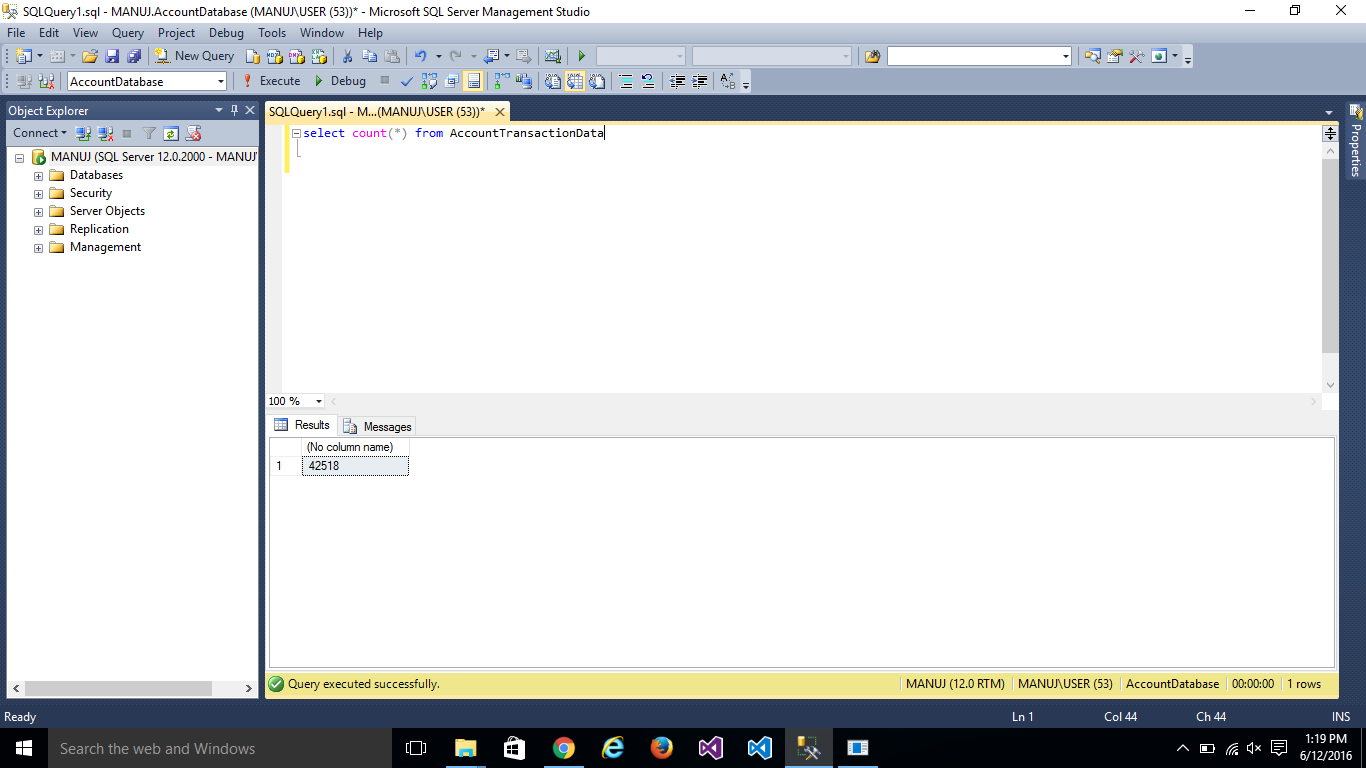 SQLQuery1.sql - MANUJ.AccountDatabase (MANUJ\USER (53))* - Microsoft SQL Server Management Studio
File Edit View Query Project Debug Tools Window Help
New Query
AccountDatabase Execute Debug
Object Explorer
Connect
MANUJ (SQL Server 12.0.2000 - MANUJ
Databases
Security
Server Objects
Replication
Management
SQLQuery1.sql - M...(MANUJ\USER (53))*
select count(*) from AccountTransactionData
100 %
Results Messages
(No column name)
1 42518
Query executed successfully. MANUJ (12.0 RTM) MANUJ\USER (53) AccountDatabase 00:00:00 1 rows
Properties
Ready Ln 1 Col 44 Ch 44 INS
Search the web and Windows
1:19 PM
6/12/2016